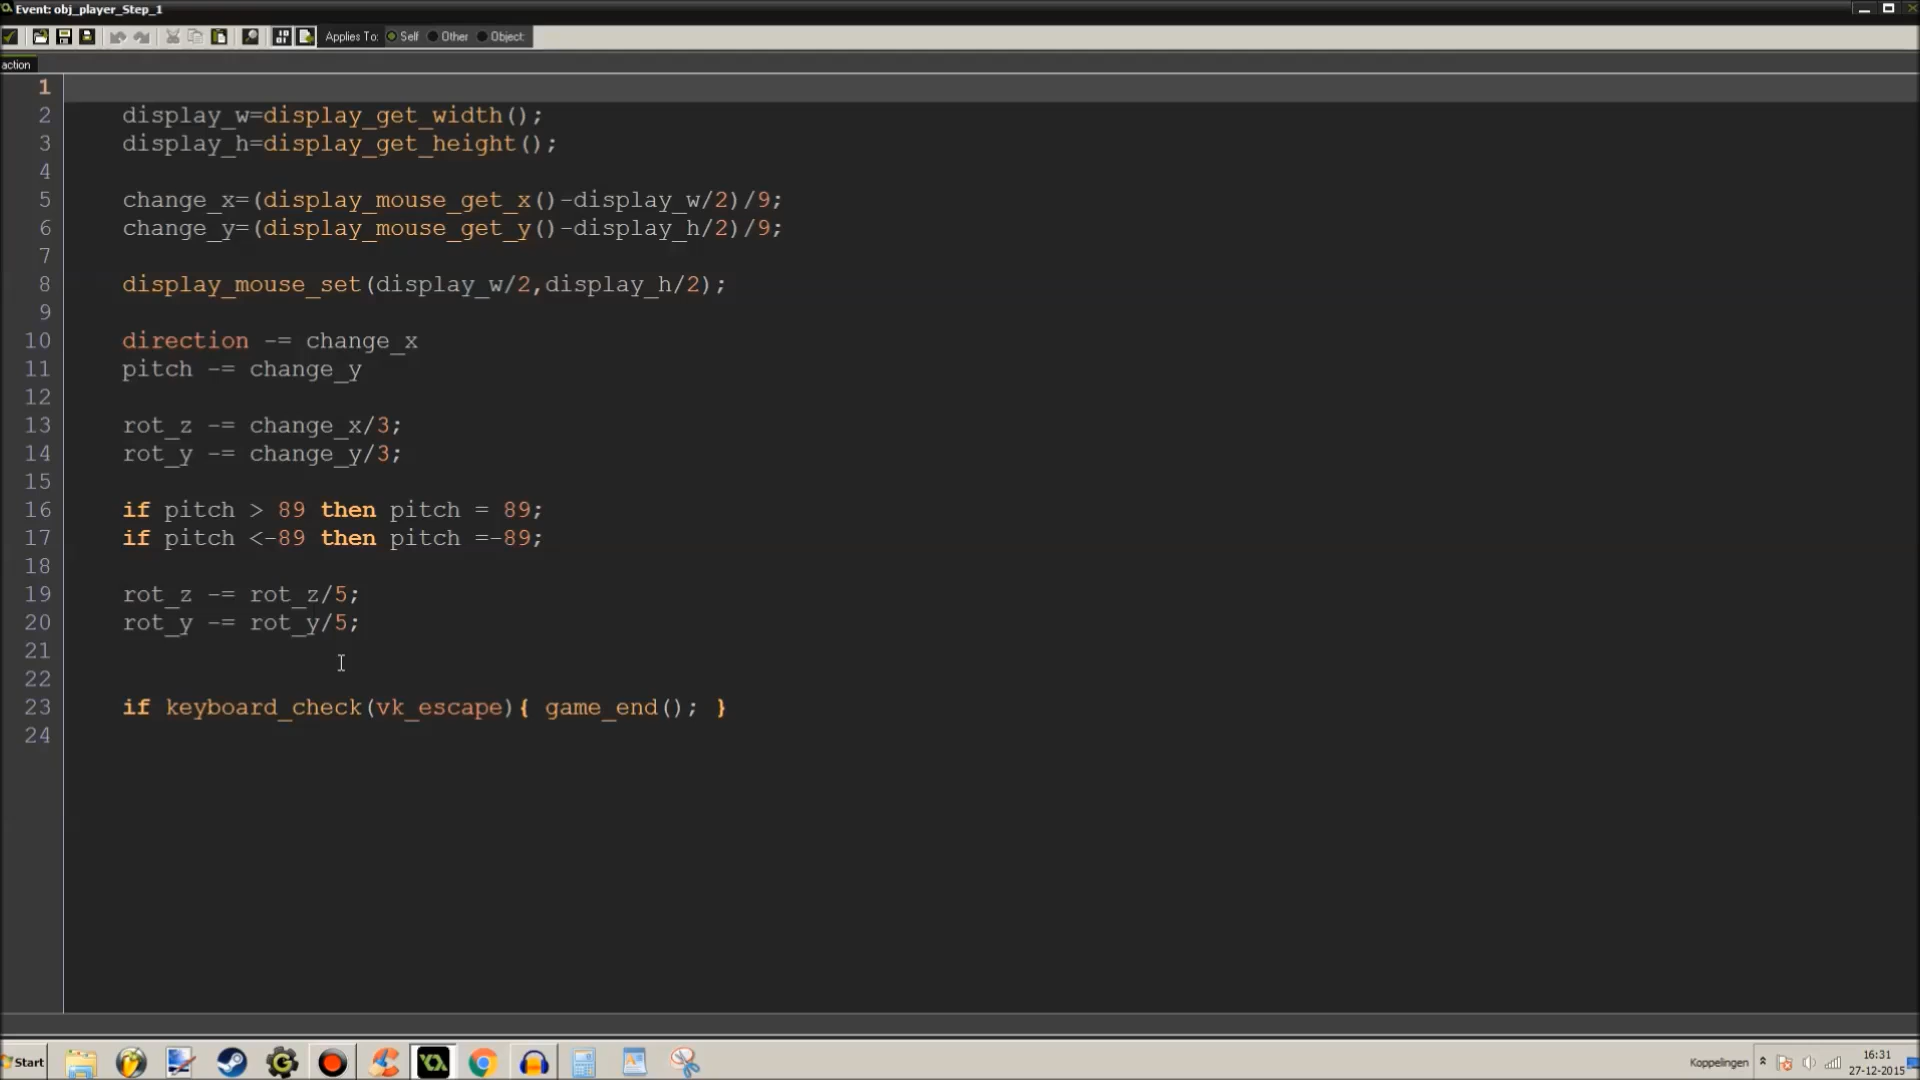 Event: obj_player_Step_1
Applies To: Self Other Object:
action
1
2 display_w=display_get_width();
3 display_h=display_get_height();
4
5 change_x=(display_mouse_get_x()-display_w/2)/9;
6 change_y=(display_mouse_get_y()-display_h/2)/9;
7
8 display_mouse_set(display_w/2,display_h/2);
9
10 direction -= change_x
11 pitch -= change_y
12
13 rot_z -= change_x/3;
14 rot_y -= change_y/3;
15
16 if pitch > 89 then pitch = 89;
17 if pitch <-89 then pitch =-89;
18
19 rot_z -= rot_z/5;
20 rot_y -= rot_y/5;
21
22
23 if keyboard_check(vk_escape){ game_end(); }
24
Start Koppelingen 16:31
27-12-2015